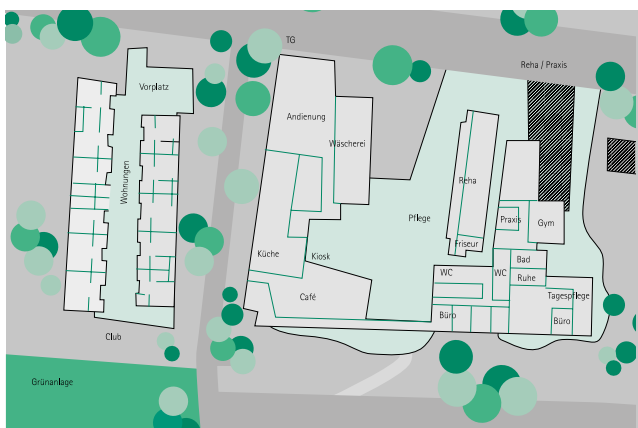 TG
Reha / Praxis
Vorplatz
Andienung
Wäscherei
Wohnungen
Reha
Pflege
Praxis
Gym
Friseur
Küche
Kiosk
Bad
WC
WC
Ruhe
Café
Tagespflege
Büro
Büro
Club
Grünanlage